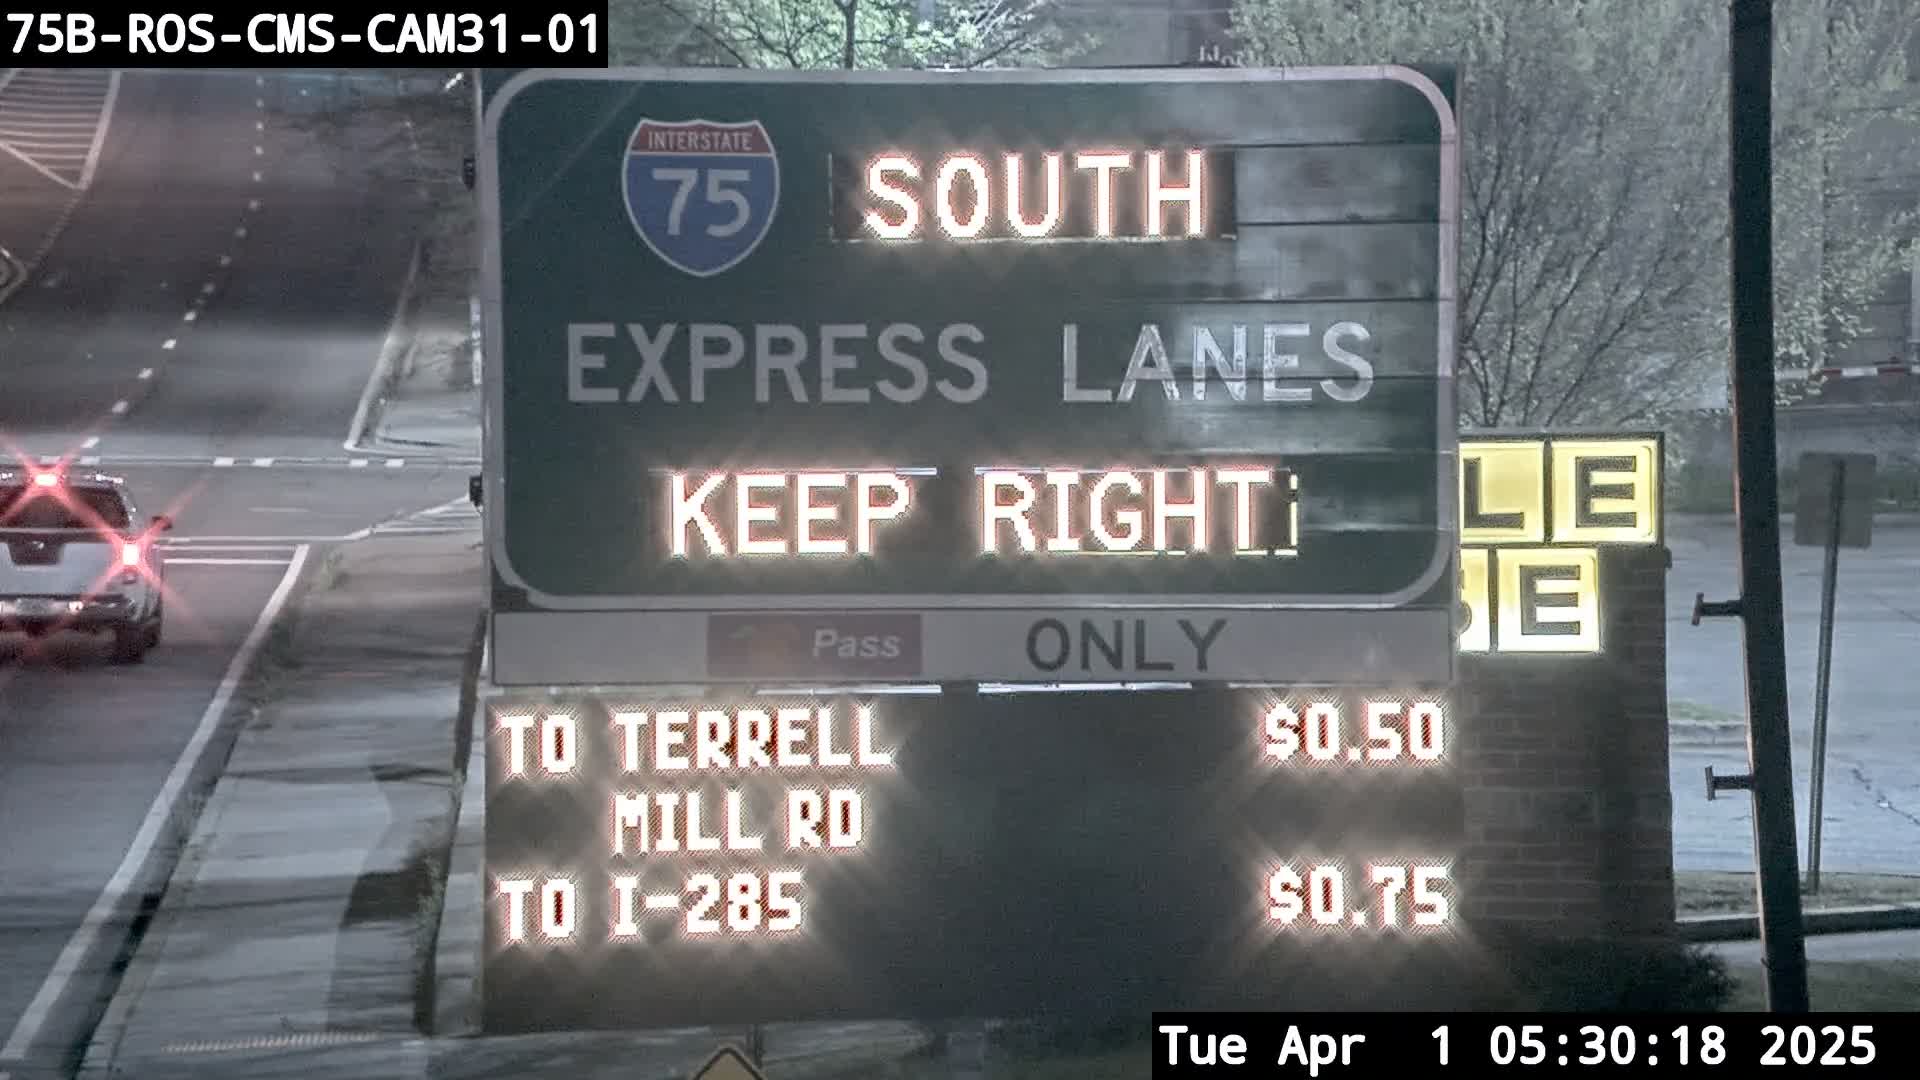 75B-ROS-CMS-CAM31-01
INTERSTATE
75
SOUTH
EXPRESS LANES
KEEP RIGHT
Pass ONLY
TO TERRELL $0.50
MILL RD
TO I-285 $0.75
LE
E
Tue Apr 1 05:30:18 2025